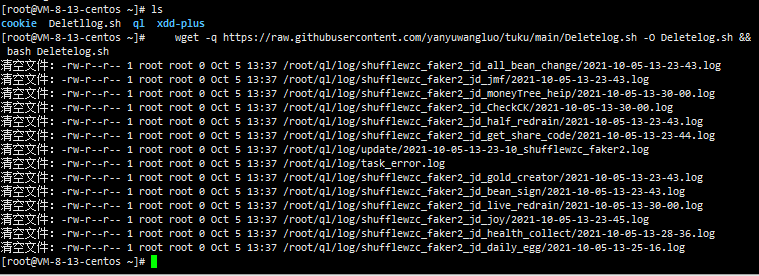 [root@VM-8-13-centos ~]# ls
cookie  Deletllog.sh  ql  xdd-plus
[root@VM-8-13-centos ~]#    wget -q https://raw.githubusercontent.com/yanyuwangluo/tuku/main/Deletelog.sh -O Deletelog.sh &&
 bash Deletelog.sh
清空文件: -rw-r--r-- 1 root root 0 Oct 5 13:37 /root/ql/log/shufflewzc_faker2_jd_all_bean_change/2021-10-05-13-23-43.log
清空文件: -rw-r--r-- 1 root root 0 Oct 5 13:37 /root/ql/log/shufflewzc_faker2_jd_jmf/2021-10-05-13-23-43.log
清空文件: -rw-r--r-- 1 root root 0 Oct 5 13:37 /root/ql/log/shufflewzc_faker2_jd_moneyTree_heip/2021-10-05-13-30-00.log
清空文件: -rw-r--r-- 1 root root 0 Oct 5 13:37 /root/ql/log/shufflewzc_faker2_jd_CheckCK/2021-10-05-13-30-00.log
清空文件: -rw-r--r-- 1 root root 0 Oct 5 13:37 /root/ql/log/shufflewzc_faker2_jd_half_redrain/2021-10-05-13-23-43.log
清空文件: -rw-r--r-- 1 root root 0 Oct 5 13:37 /root/ql/log/shufflewzc_faker2_jd_get_share_code/2021-10-05-13-23-44.log
清空文件: -rw-r--r-- 1 root root 0 Oct 5 13:37 /root/ql/log/update/2021-10-05-13-23-10_shufflewzc_faker2.log
清空文件: -rw-r--r-- 1 root root 0 Oct 5 13:37 /root/ql/log/task_error.log
清空文件: -rw-r--r-- 1 root root 0 Oct 5 13:37 /root/ql/log/shufflewzc_faker2_jd_gold_creator/2021-10-05-13-23-43.log
清空文件: -rw-r--r-- 1 root root 0 Oct 5 13:37 /root/ql/log/shufflewzc_faker2_jd_bean_sign/2021-10-05-13-23-43.log
清空文件: -rw-r--r-- 1 root root 0 Oct 5 13:37 /root/ql/log/shufflewzc_faker2_jd_live_redrain/2021-10-05-13-30-00.log
清空文件: -rw-r--r-- 1 root root 0 Oct 5 13:37 /root/ql/log/shufflewzc_faker2_jd_joy/2021-10-05-13-23-45.log
清空文件: -rw-r--r-- 1 root root 0 Oct 5 13:37 /root/ql/log/shufflewzc_faker2_jd_health_collect/2021-10-05-13-28-36.log
清空文件: -rw-r--r-- 1 root root 0 Oct 5 13:37 /root/ql/log/shufflewzc_faker2_jd_daily_egg/2021-10-05-13-25-16.log
[root@VM-8-13-centos ~]#